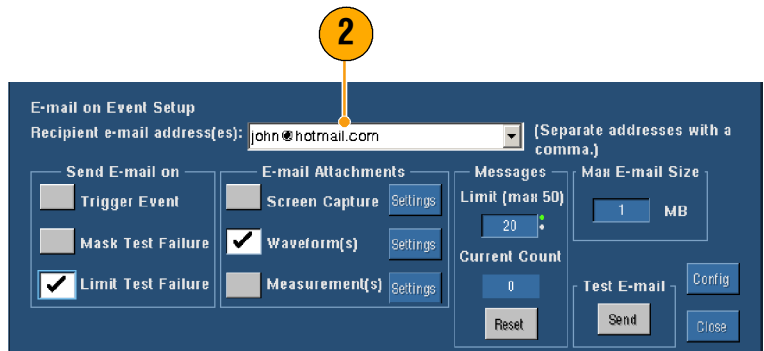 2
E-mail on Event Setup
Recipient e-mail address(es): john@hotmail.com (Separate addresses with a
comma.)
Send E-mail on E-mail Attachments Messages Max E-mail Size
Trigger Event Screen Capture Settings Limit (max 50) 1 MB
Mask Test Failure Waveform(s) Settings 20
Current Count
Limit Test Failure Measurement(s) Settings 0 Test E-mail Config
Reset Send Close